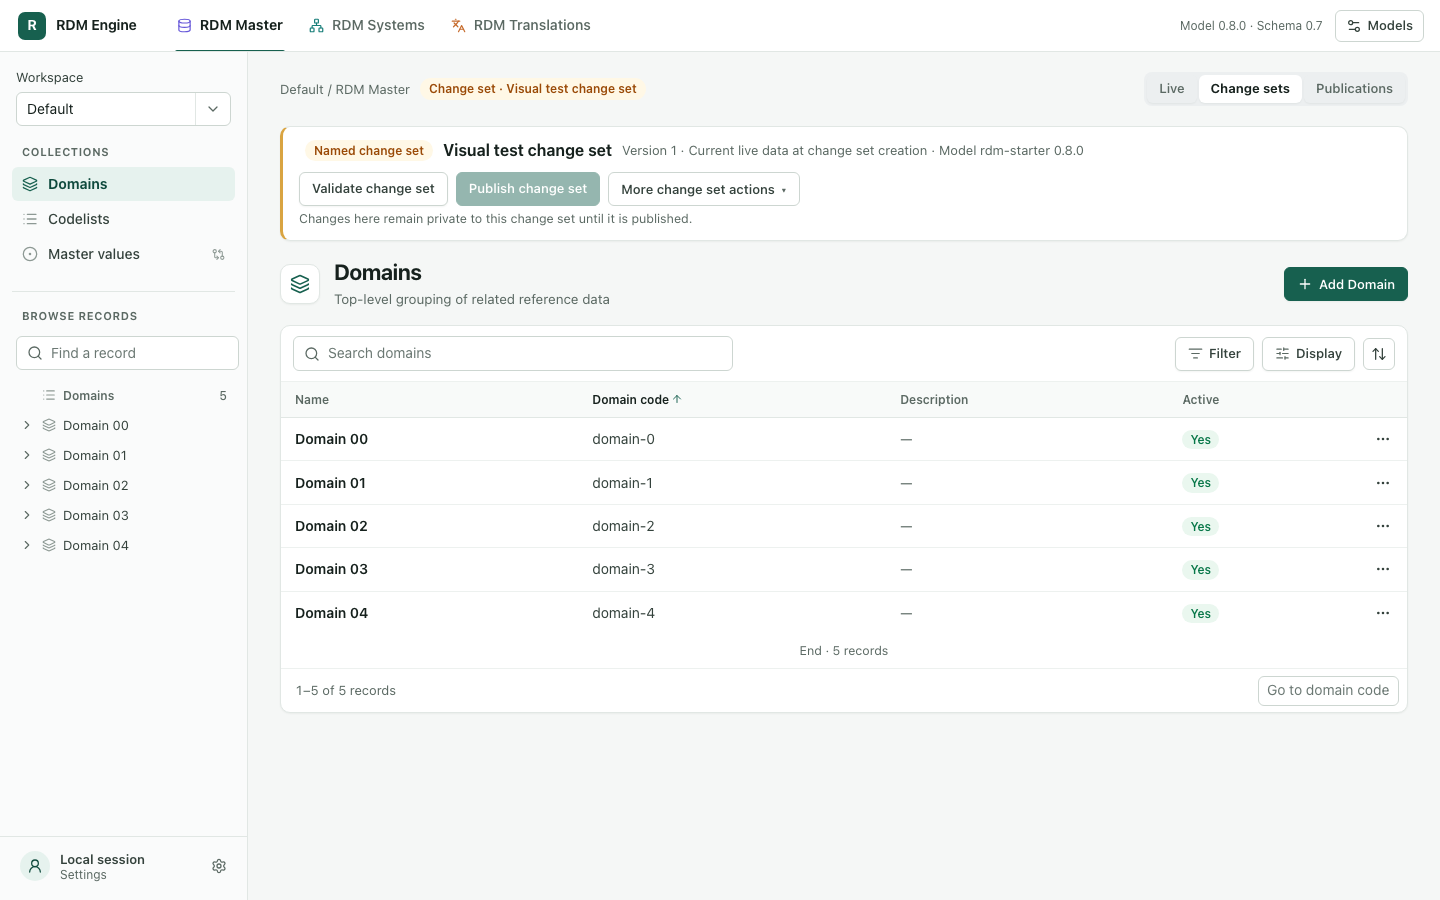 R RDM Engine RDM Master RDM Systems RDM Translations Model 0.8.0 · Schema 0.7 Models
Workspace
Default
COLLECTIONS
Domains
Codelists
Master values
BROWSE RECORDS
Find a record
Domains 5
Domain 00
Domain 01
Domain 02
Domain 03
Domain 04
Local session
Settings
Default / RDM Master Change set · Visual test change set Live Change sets Publications
Named change set Visual test change set Version 1 · Current live data at change set creation · Model rdm-starter 0.8.0
Validate change set Publish change set More change set actions ▾
Changes here remain private to this change set until it is published.
Domains
Top-level grouping of related reference data
Add Domain
Search domains Filter Display
Name Domain code ↑ Description Active
Domain 00 domain-0 — Yes ···
Domain 01 domain-1 — Yes ···
Domain 02 domain-2 — Yes ···
Domain 03 domain-3 — Yes ···
Domain 04 domain-4 — Yes ···
End · 5 records
1–5 of 5 records Go to domain code